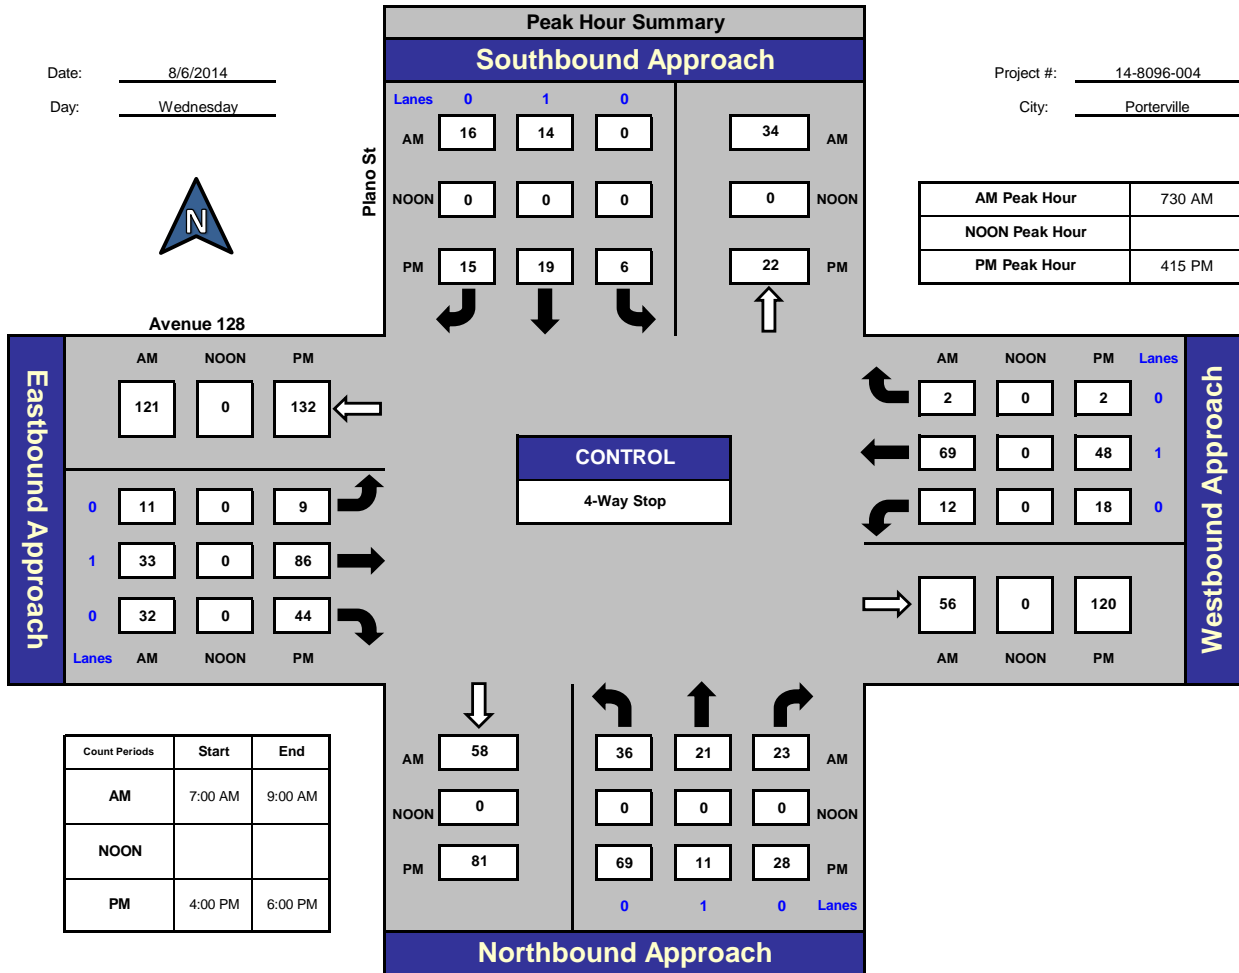 Peak Hour Summary
Southbound Approach
Date: 8/6/2014
Day: Wednesday
Project #: 14-8096-004
City: Porterville
N
Plano St
Lanes 0 1 0
AM 16 14 0 34 AM
NOON 0 0 0 0 NOON
PM 15 19 6 22 PM
AM Peak Hour 730 AM
NOON Peak Hour
PM Peak Hour 415 PM
Avenue 128
Eastbound Approach
AM NOON PM
121 0 132
0 11 0 9
1 33 0 86
0 32 0 44
Lanes AM NOON PM
CONTROL
4-Way Stop
AM NOON PM Lanes
2 0 2 0
69 0 48 1
12 0 18 0
56 0 120
AM NOON PM
Westbound Approach
Count Periods Start End
AM 7:00 AM 9:00 AM
NOON
PM 4:00 PM 6:00 PM
AM 58 36 21 23 AM
NOON 0 0 0 0 NOON
PM 81 69 11 28 PM
0 1 0 Lanes
Northbound Approach